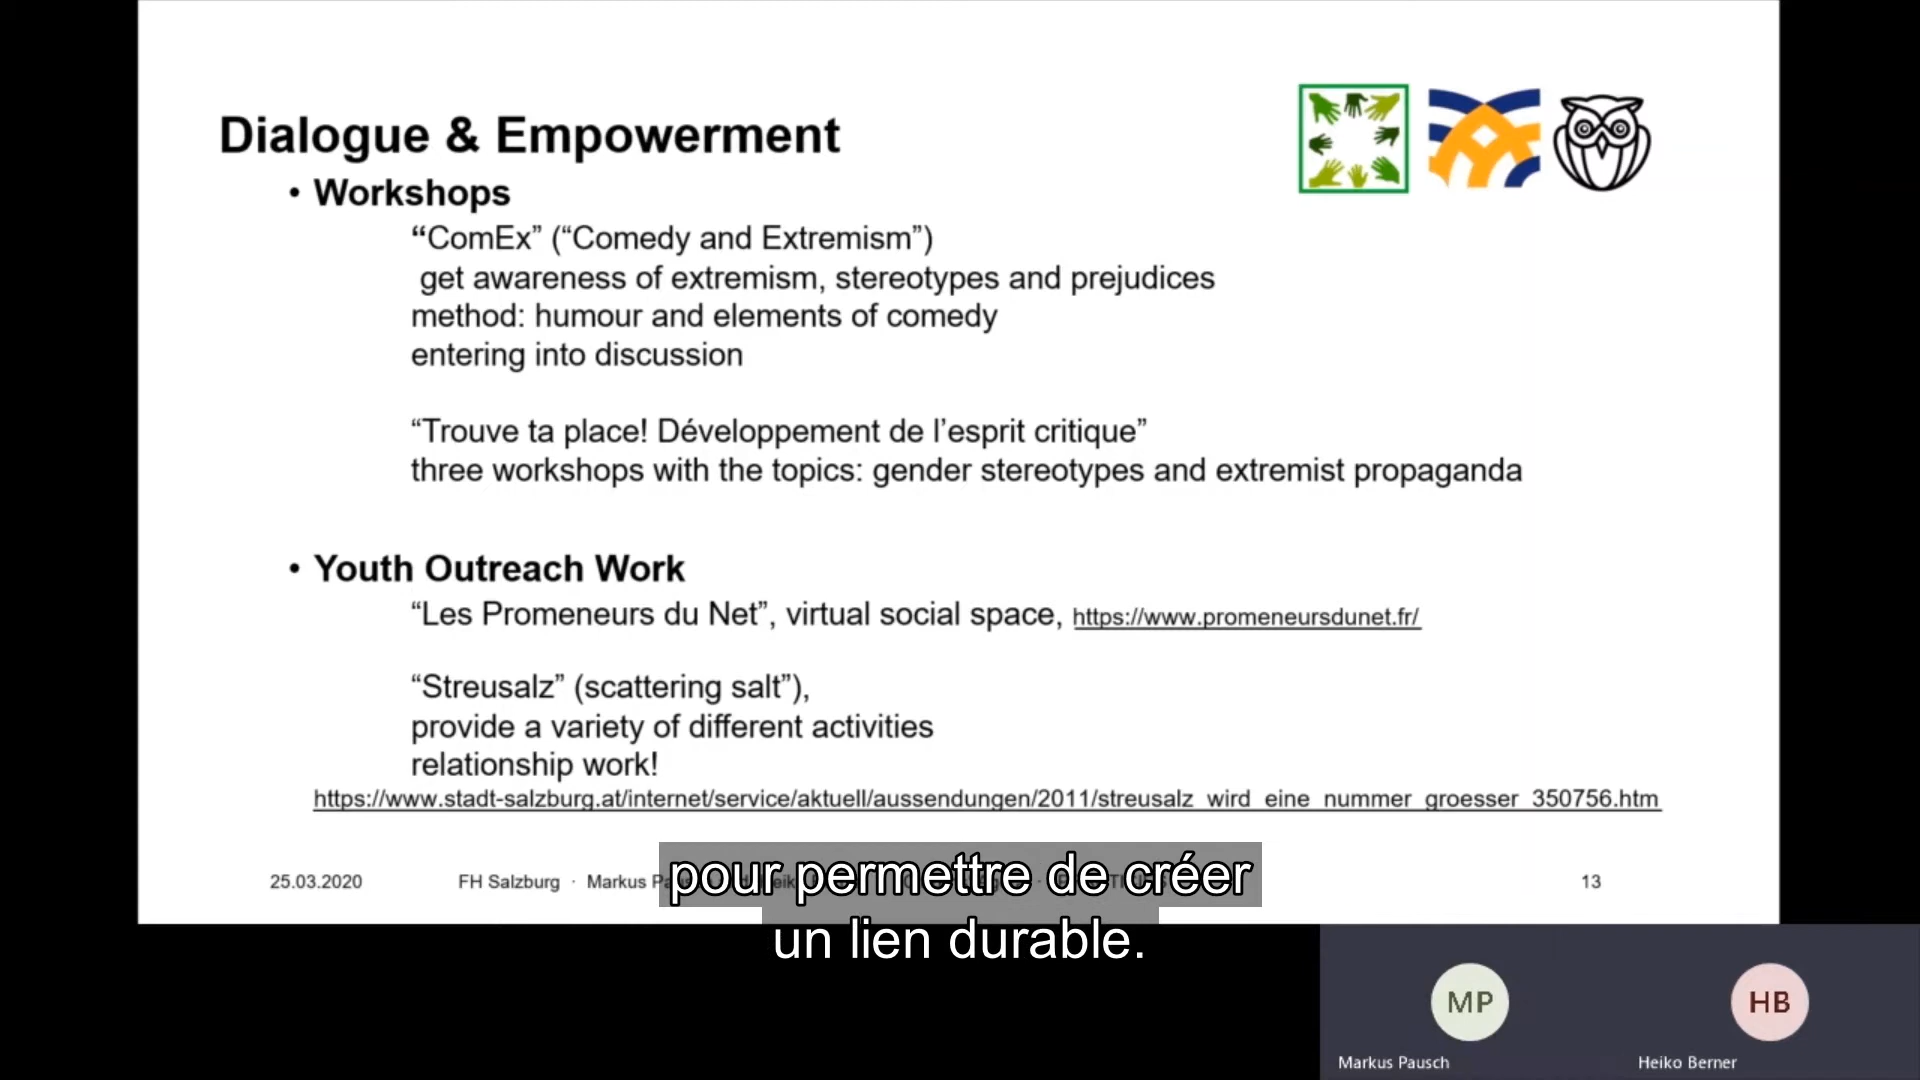 Dialogue & Empowerment
• Workshops
“ComEx” (“Comedy and Extremism”)
get awareness of extremism, stereotypes and prejudices
method: humour and elements of comedy
entering into discussion
“Trouve ta place! Développement de l’esprit critique”
three workshops with the topics: gender stereotypes and extremist propaganda
• Youth Outreach Work
“Les Promeneurs du Net”, virtual social space, https://www.promeneursdunet.fr/
“Streusalz” (scattering salt”),
provide a variety of different activities
relationship work!
https://www.stadt-salzburg.at/internet/service/aktuell/aussendungen/2011/streusalz_wird_eine_nummer_groesser_350756.htm
25.03.2020 FH Salzburg · Markus 13
pour permettre de créer
un lien durable.
MP HB
Markus Pausch Heiko Berner